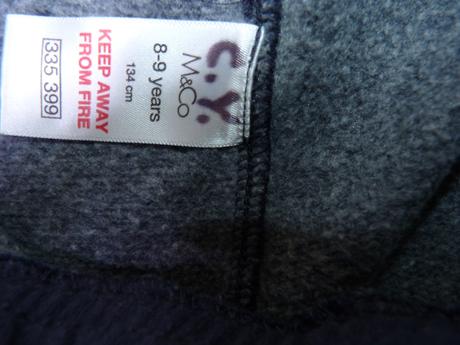 C.Y.
M&Co
8-9 years
134 cm
KEEP AWAY
FROM FIRE
335 399